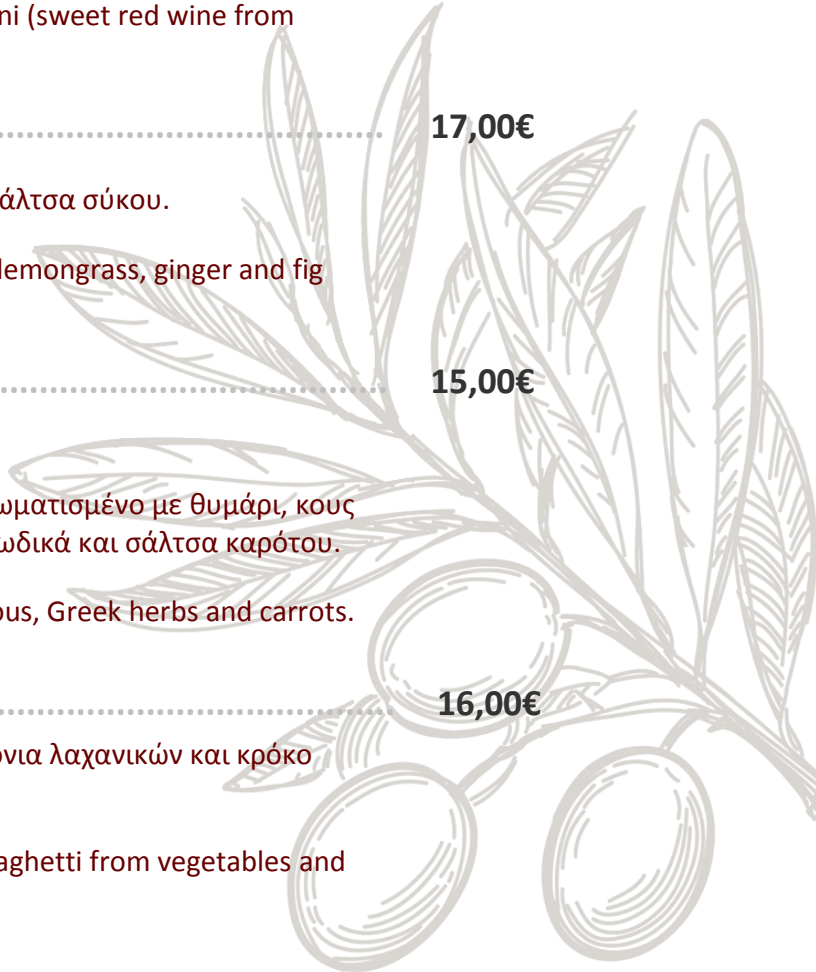 ni (sweet red wine from
17,00€
άλτσα σύκου.
lemongrass, ginger and fig
15,00€
ωματισμένο με θυμάρι, κους
ωδικά και σάλτσα καρότου.
ous, Greek herbs and carrots.
16,00€
όνια λαχανικών και κρόκο
aghetti from vegetables and